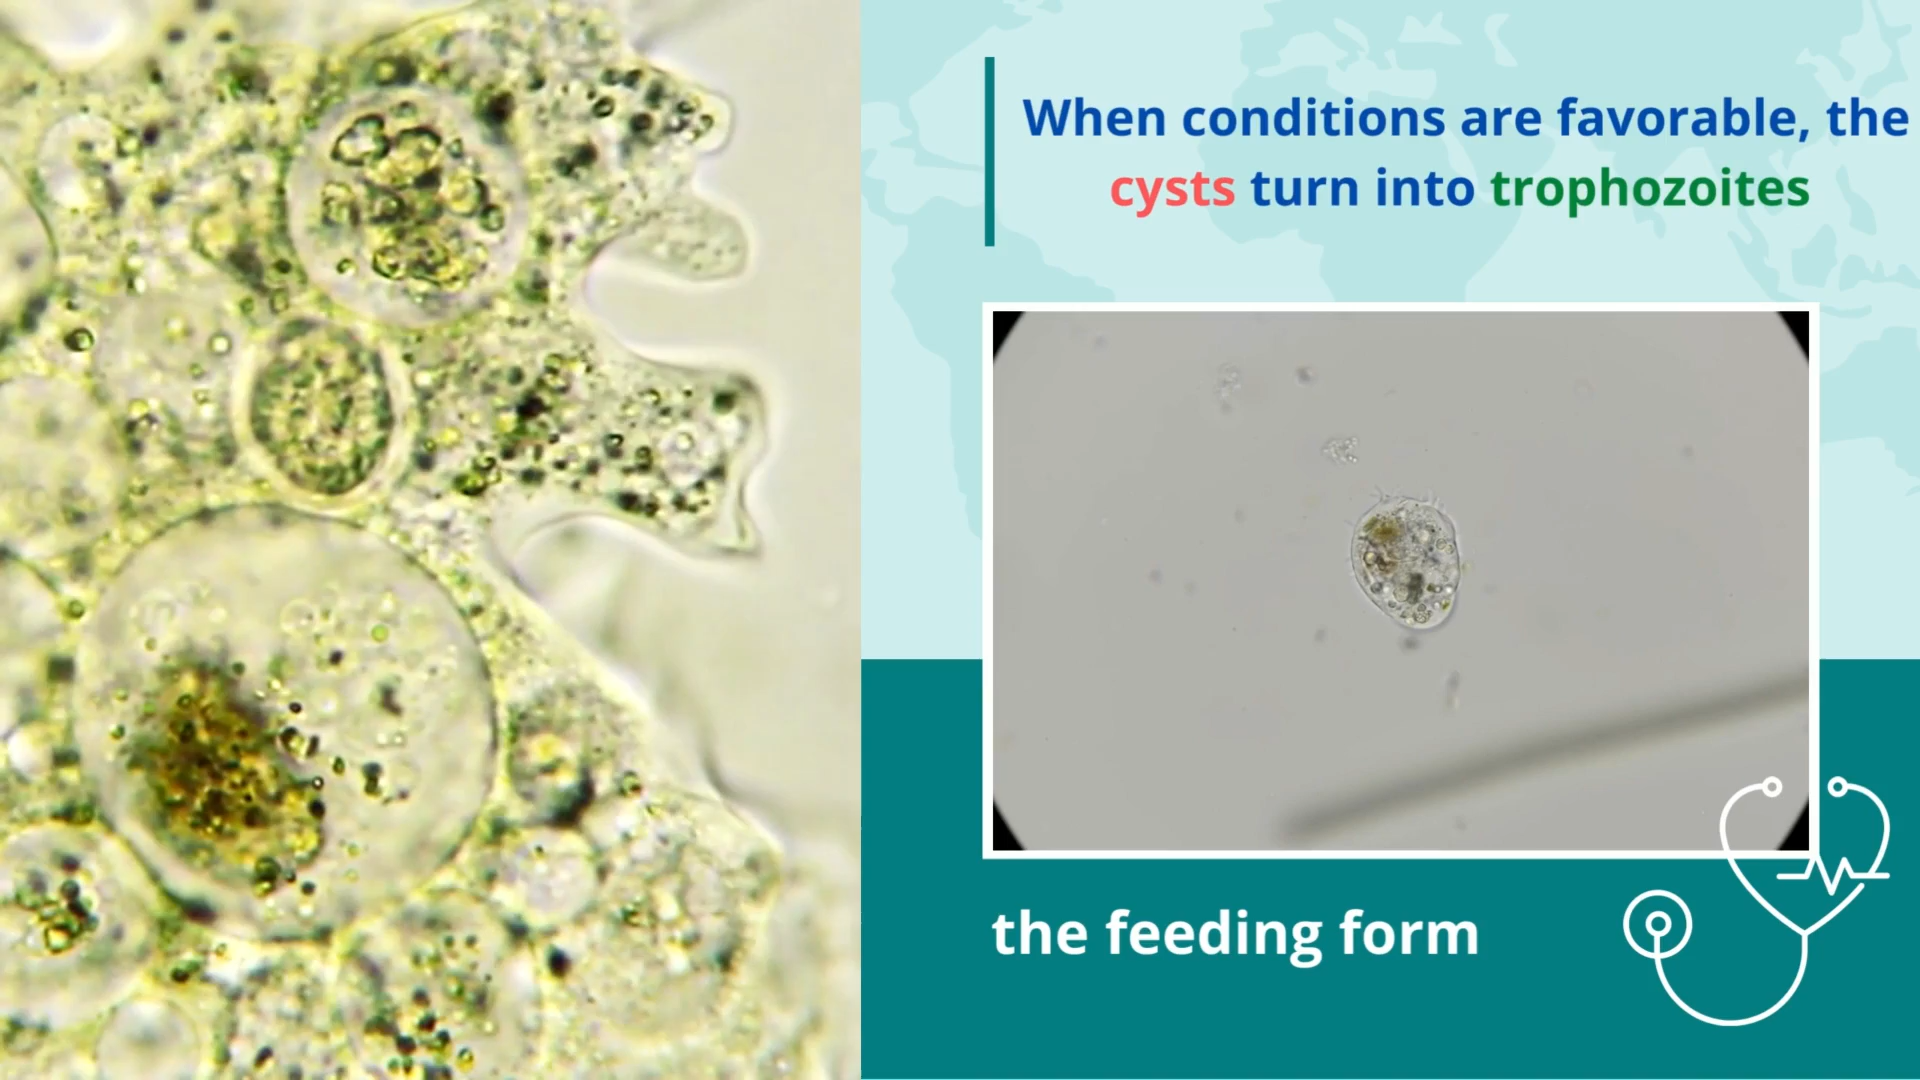 When conditions are favorable, the
cysts turn into trophozoites
the feeding form